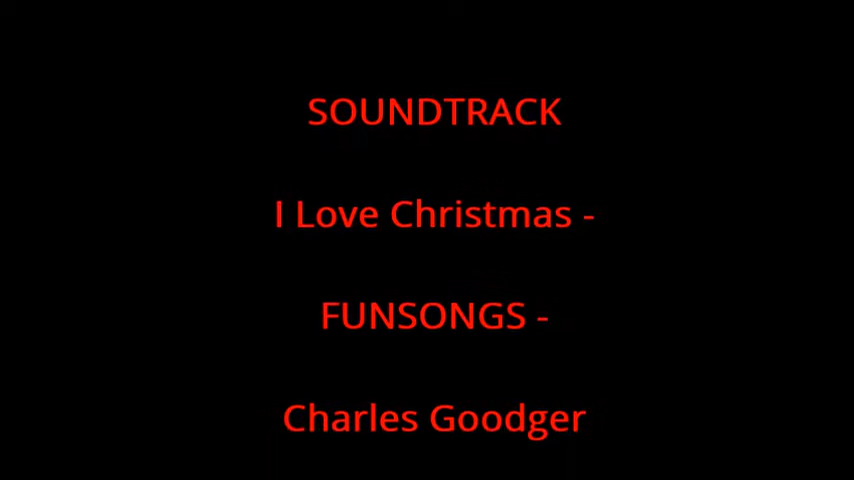 SOUNDTRACK
I Love Christmas -
FUNSONGS -
Charles Goodger